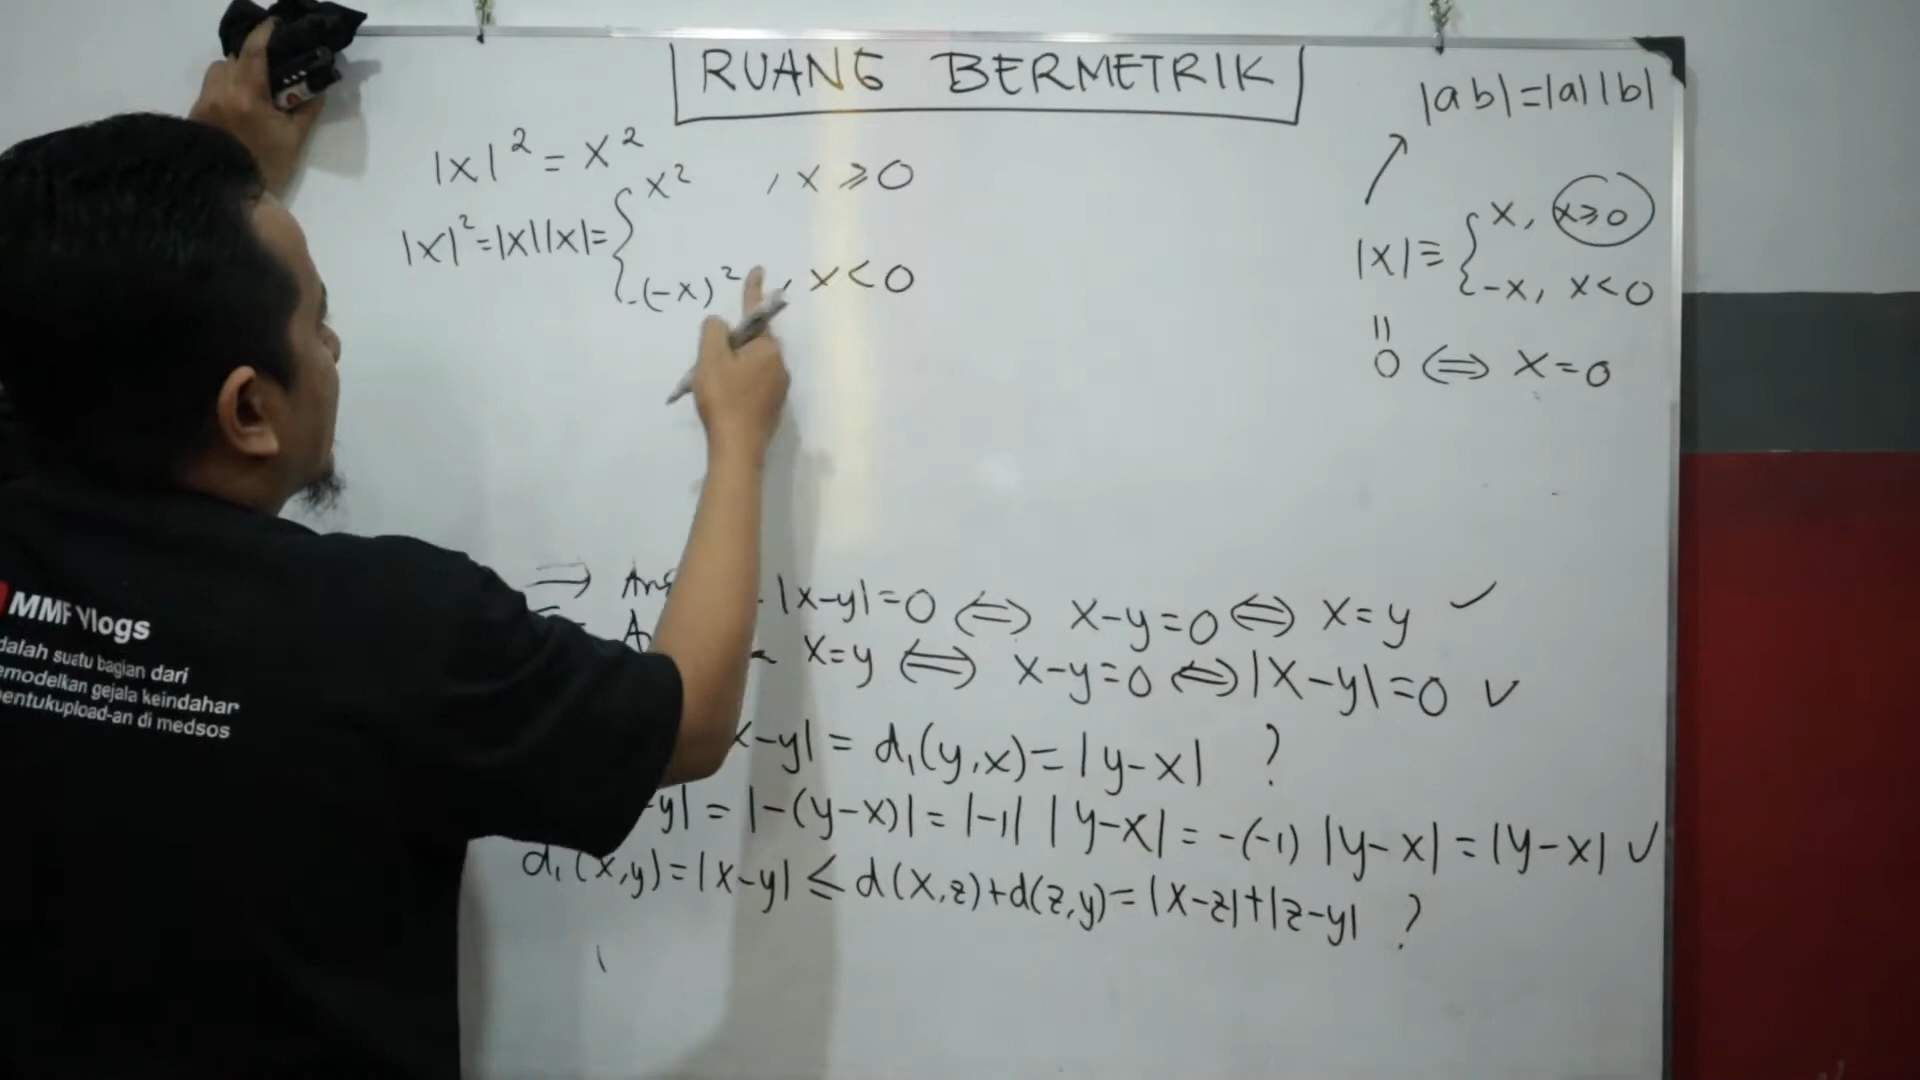 RUANG BERMETRIK
|ab|=|a||b|
|x|² = x²
|x|²=|x||x|= { x² , x ≥ 0
(-x)² , x < 0
|x| ≡ { x, x ≥ 0
-x, x < 0
||
0 ⟺ x = 0
⇒ |x-y|=0 ⟺ x-y=0 ⟺ x=y ✓
x=y ⟺ x-y=0 ⟺ |x-y|=0 ✓
x-y| = d₁(y,x)=|y-x| ?
-y| = |-(y-x)| = |-1| |y-x| = -(-1) |y-x| = |y-x| ✓
d₁(x,y)=|x-y| ≤ d(x,z)+d(z,y)=|x-z|+|z-y| ?
MMF Vlogs
dalah suatu bagian dari
emodelkan gejala keindahan
entukupload-an di medsos